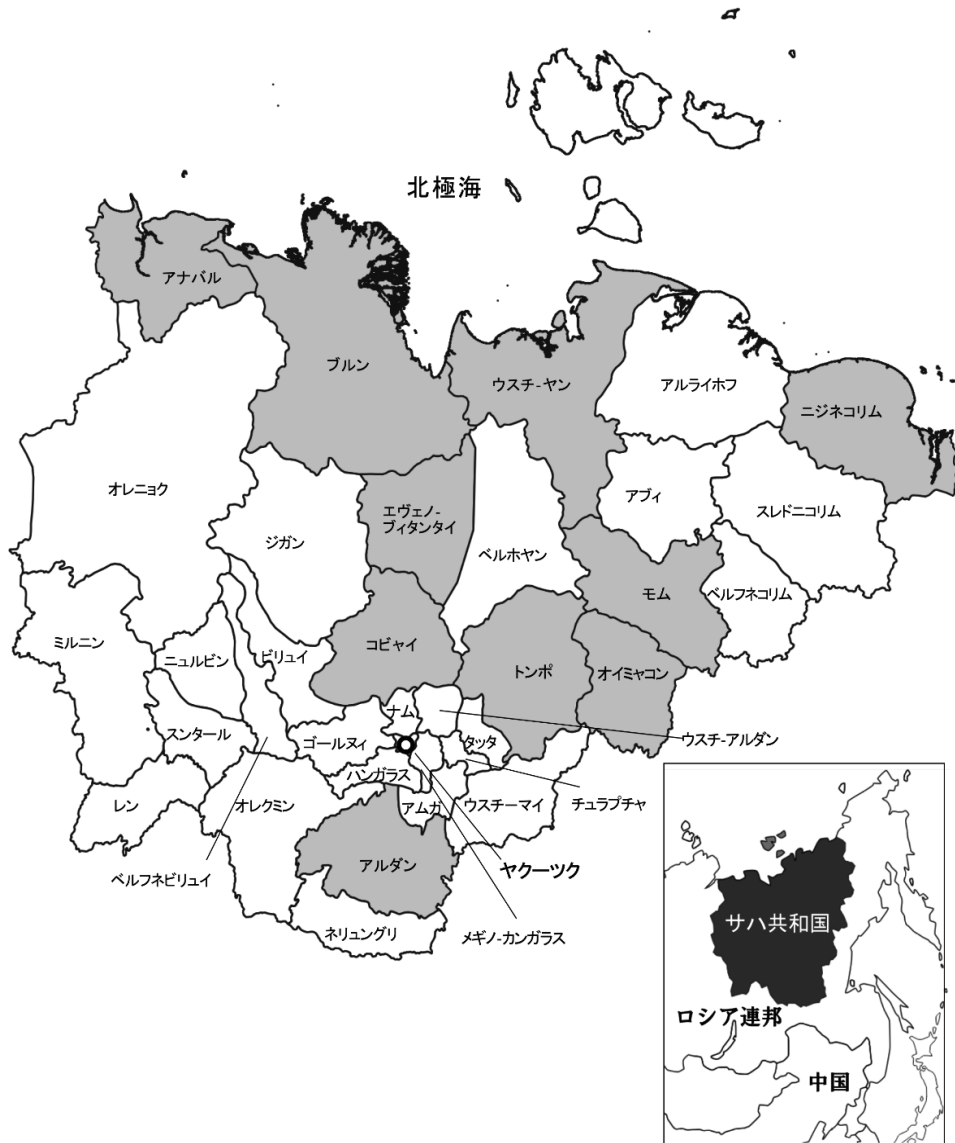 北極海
アナバル
ブルン
ウスチ-ヤン
アルライホフ
ニジネコリム
オレニョク
エヴェノ-
ブィタンタイ
アブィ
スレドニコリム
ジガン
ベルホヤン
モム
ベルフネコリム
ミルニン
ニュルビン
ビリュイ
コビャイ
トンポ
オイミャコン
ナム
スンタール
ゴールヌィ
タッタ
ウスチ-アルダン
ハンガラス
レン
オレクミン
アムガ
ウスチーマイ
チュラプチャ
ベルフネビリュイ
アルダン
ヤクーツク
ネリュングリ
メギノ-カンガラス
サハ共和国
ロシア連邦
中国